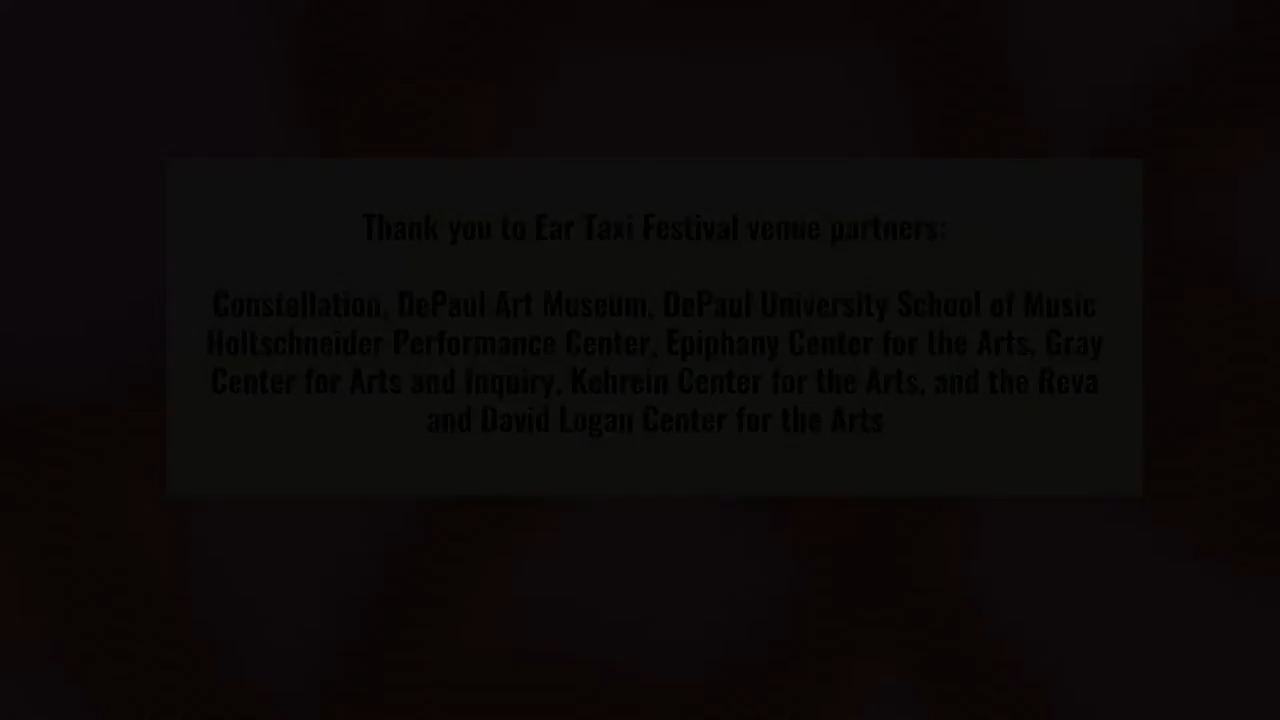 Thank you to Ear Taxi Festival venue partners:
Constellation, DePaul Art Museum, DePaul University School of Music
Holtschneider Performance Center, Epiphany Center for the Arts, Gray
Center for Arts and Inquiry, Kehrein Center for the Arts, and the Reva
and David Logan Center for the Arts